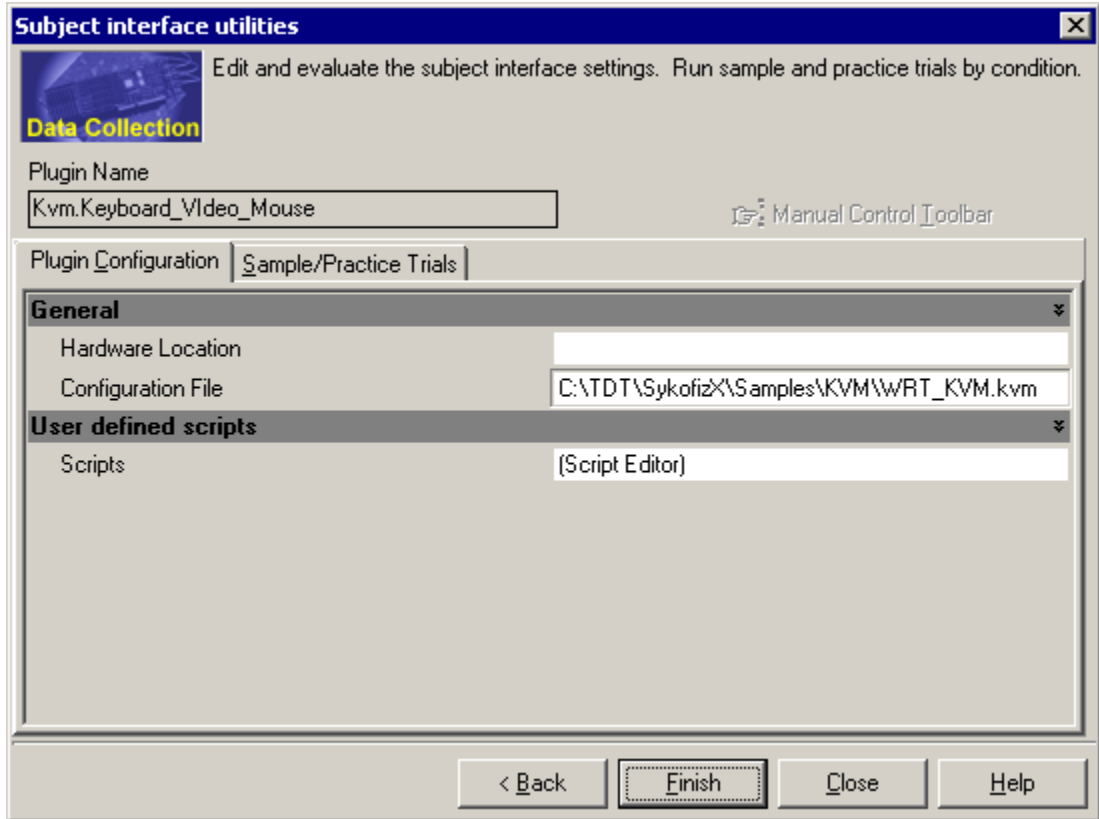 Subject interface utilities
Edit and evaluate the subject interface settings.  Run sample and practice trials by condition.
Data Collection
Plugin Name
Kvm.Keyboard_VIdeo_Mouse
Manual Control Toolbar
Plugin Configuration
Sample/Practice Trials
General
Hardware Location
Configuration File
C:\TDT\SykofizX\Samples\KVM\WRT_KVM.kvm
User defined scripts
Scripts
(Script Editor)
< Back
Finish
Close
Help